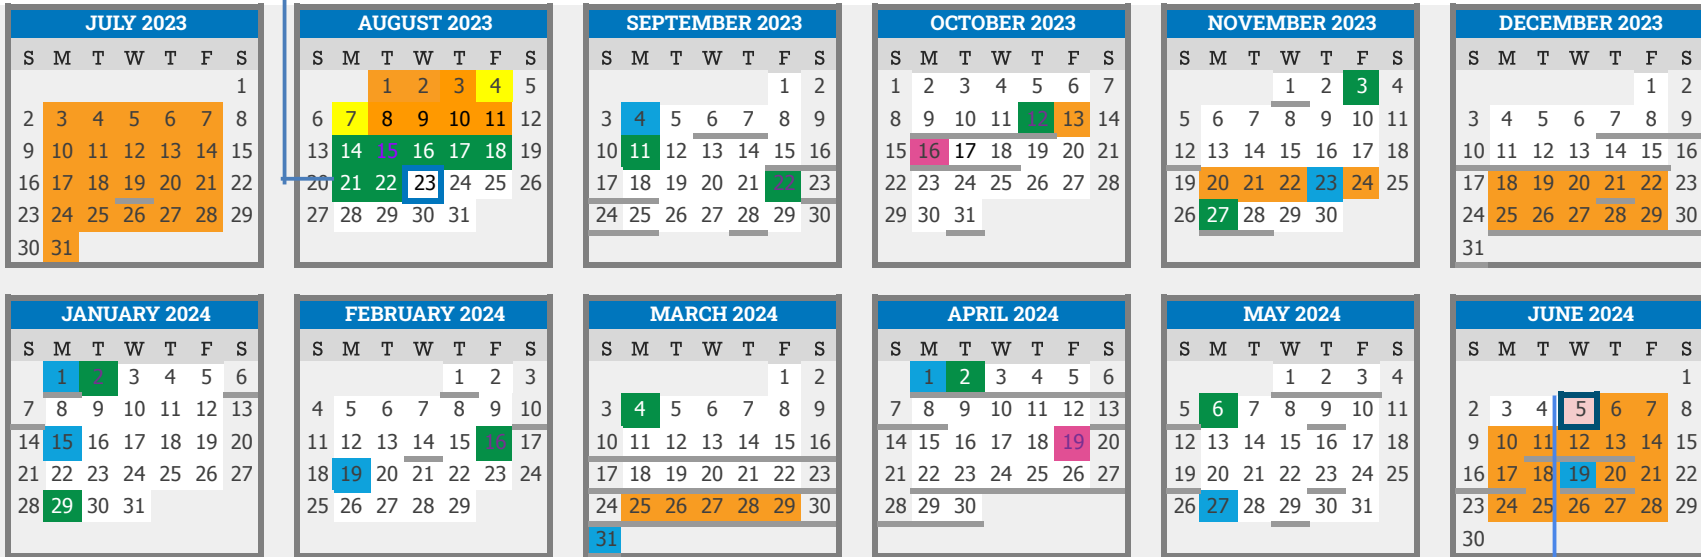 JULY 2023
S M T W T F S
1
2 3 4 5 6 7 8
9 10 11 12 13 14 15
16 17 18 19 20 21 22
23 24 25 26 27 28 29
30 31
AUGUST 2023
S M T W T F S
1 2 3 4 5
6 7 8 9 10 11 12
13 14 15 16 17 18 19
20 21 22 23 24 25 26
27 28 29 30 31
SEPTEMBER 2023
S M T W T F S
1 2
3 4 5 6 7 8 9
10 11 12 13 14 15 16
17 18 19 20 21 22 23
24 25 26 27 28 29 30
OCTOBER 2023
S M T W T F S
1 2 3 4 5 6 7
8 9 10 11 12 13 14
15 16 17 18 19 20 21
22 23 24 25 26 27 28
29 30 31
NOVEMBER 2023
S M T W T F S
1 2 3 4
5 6 7 8 9 10 11
12 13 14 15 16 17 18
19 20 21 22 23 24 25
26 27 28 29 30
DECEMBER 2023
S M T W T F S
1 2
3 4 5 6 7 8 9
10 11 12 13 14 15 16
17 18 19 20 21 22 23
24 25 26 27 28 29 30
31
JANUARY 2024
S M T W T F S
1 2 3 4 5 6
7 8 9 10 11 12 13
14 15 16 17 18 19 20
21 22 23 24 25 26 27
28 29 30 31
FEBRUARY 2024
S M T W T F S
1 2 3
4 5 6 7 8 9 10
11 12 13 14 15 16 17
18 19 20 21 22 23 24
25 26 27 28 29
MARCH 2024
S M T W T F S
1 2
3 4 5 6 7 8 9
10 11 12 13 14 15 16
17 18 19 20 21 22 23
24 25 26 27 28 29 30
31
APRIL 2024
S M T W T F S
1 2 3 4 5 6
7 8 9 10 11 12 13
14 15 16 17 18 19 20
21 22 23 24 25 26 27
28 29 30
MAY 2024
S M T W T F S
1 2 3 4
5 6 7 8 9 10 11
12 13 14 15 16 17 18
19 20 21 22 23 24 25
26 27 28 29 30 31
JUNE 2024
S M T W T F S
1
2 3 4 5 6 7 8
9 10 11 12 13 14 15
16 17 18 19 20 21 22
23 24 25 26 27 28 29
30